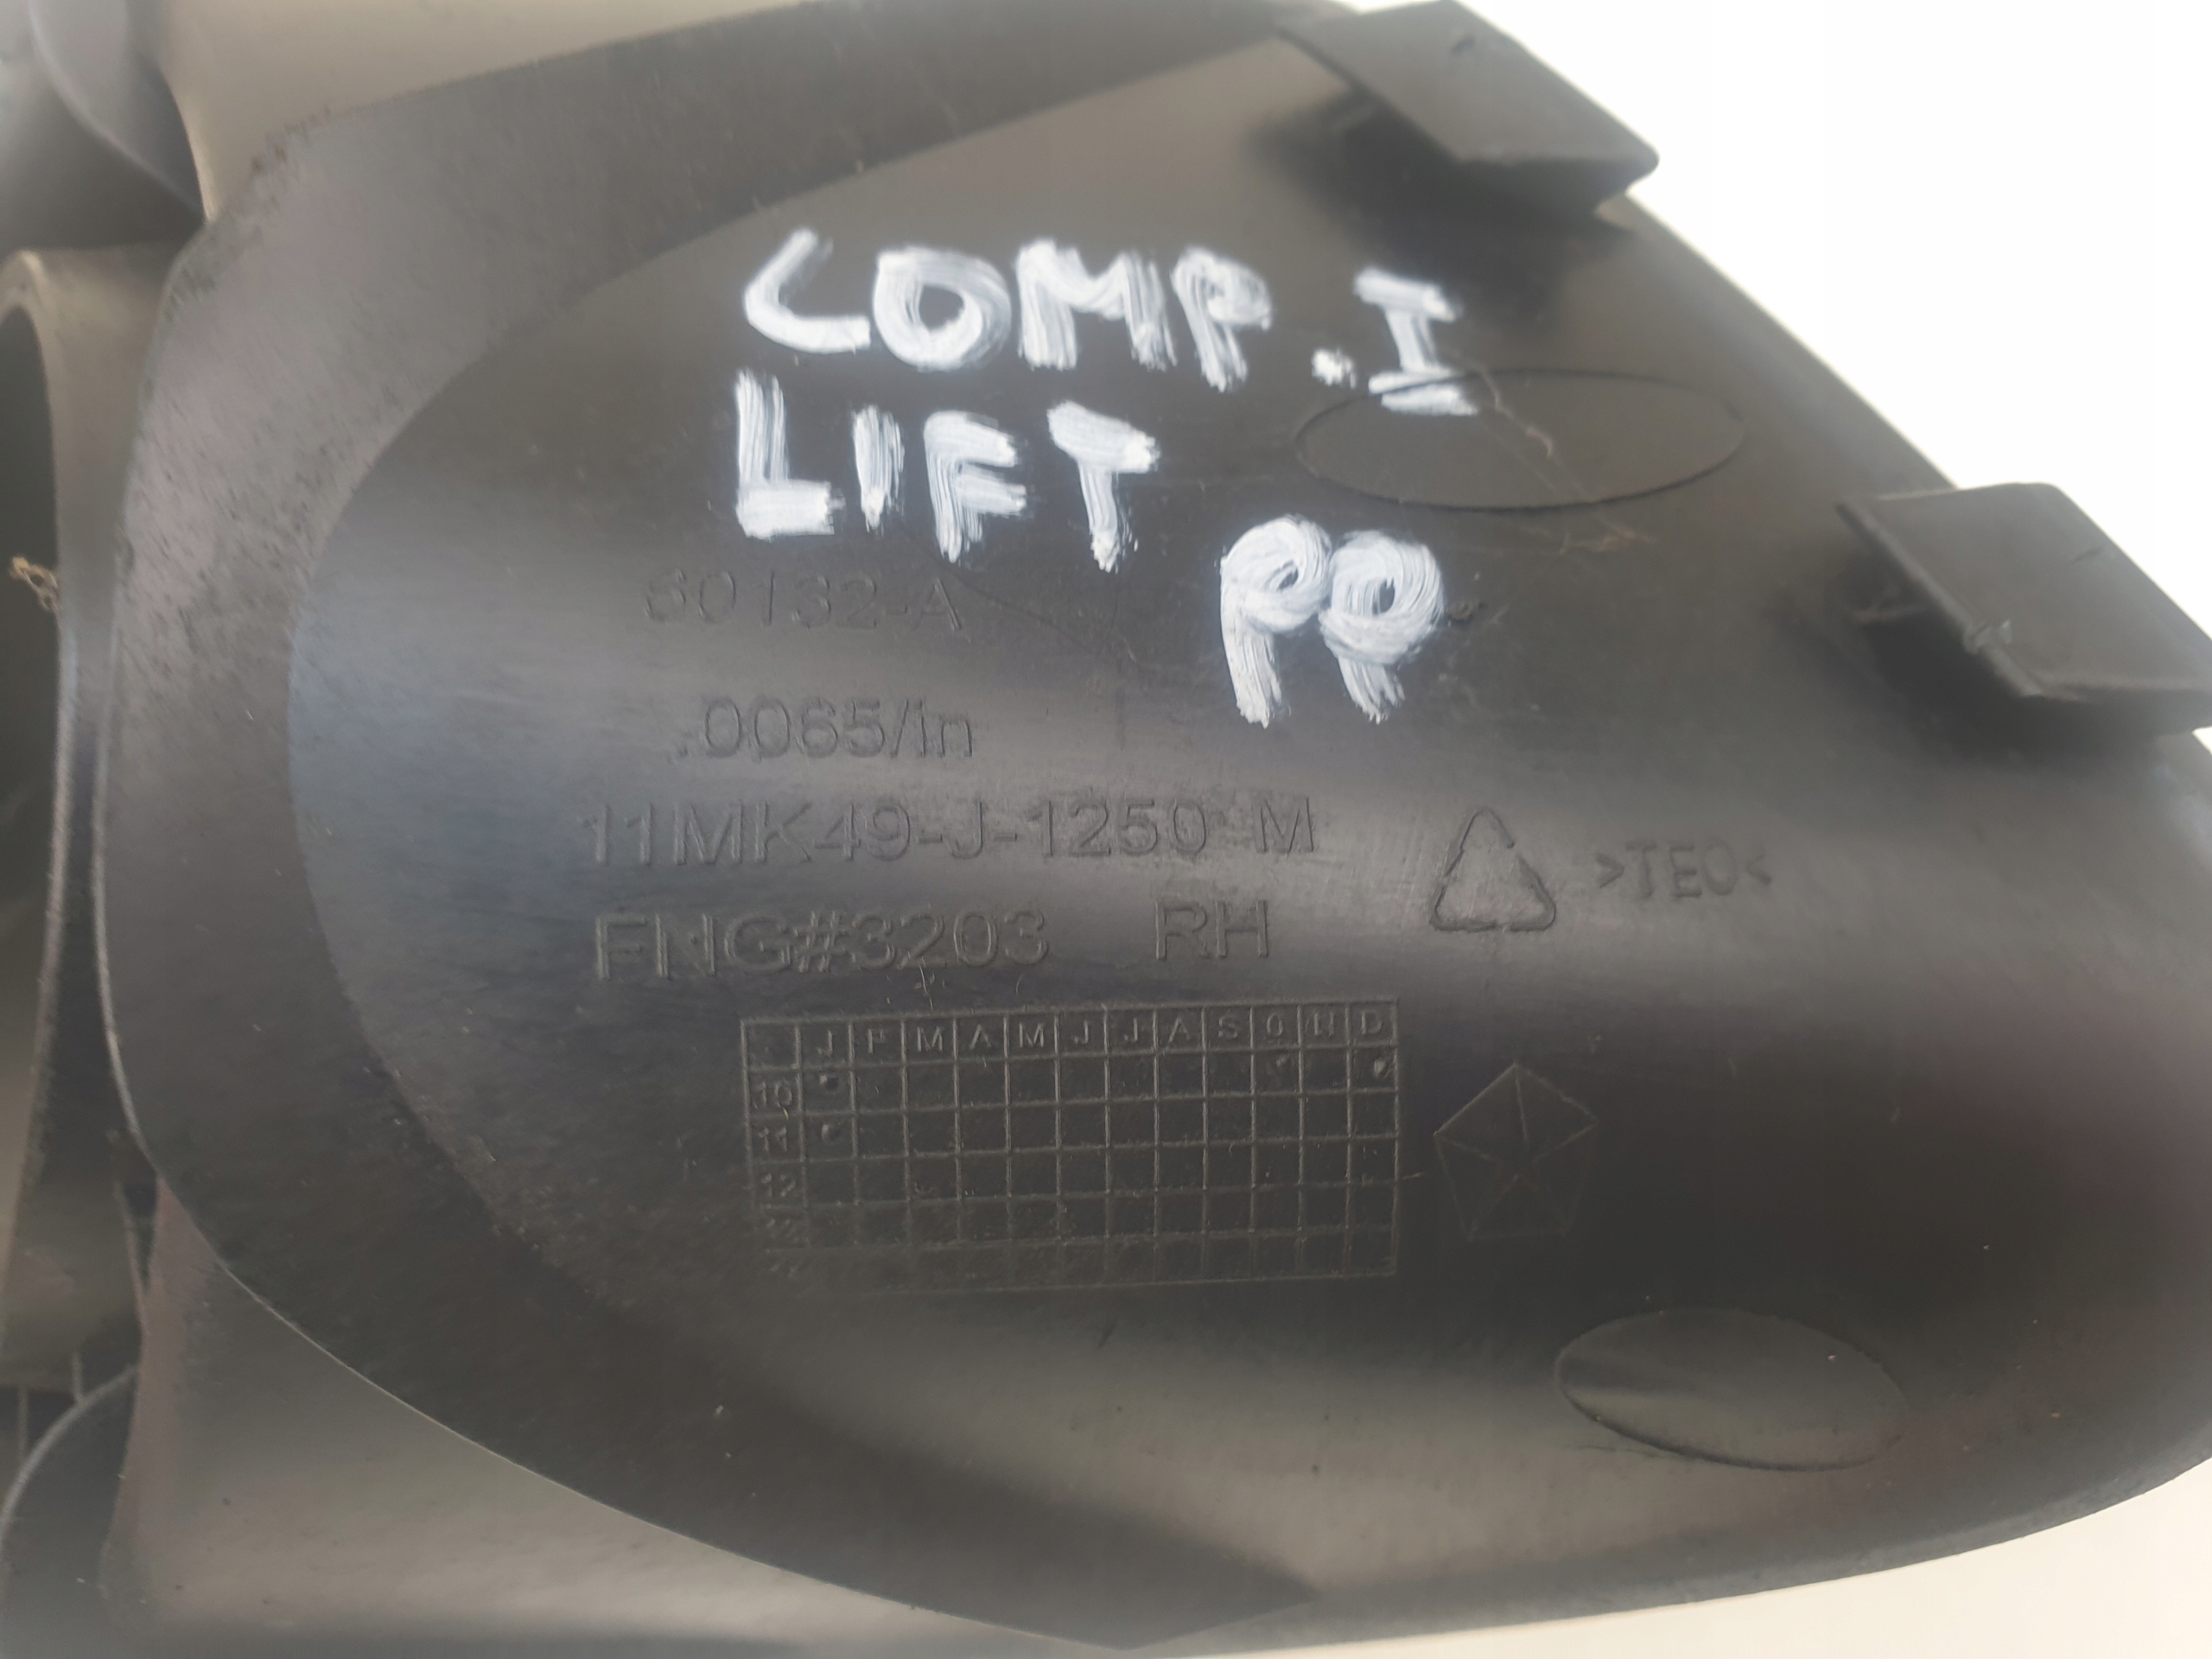 COMP.I
LIFT
PP
60132-A
.0065/in
11MK49-J-1250 M
FNG#3203 RH
>TEO<
J F M A M J J A S O N D
10
11
12